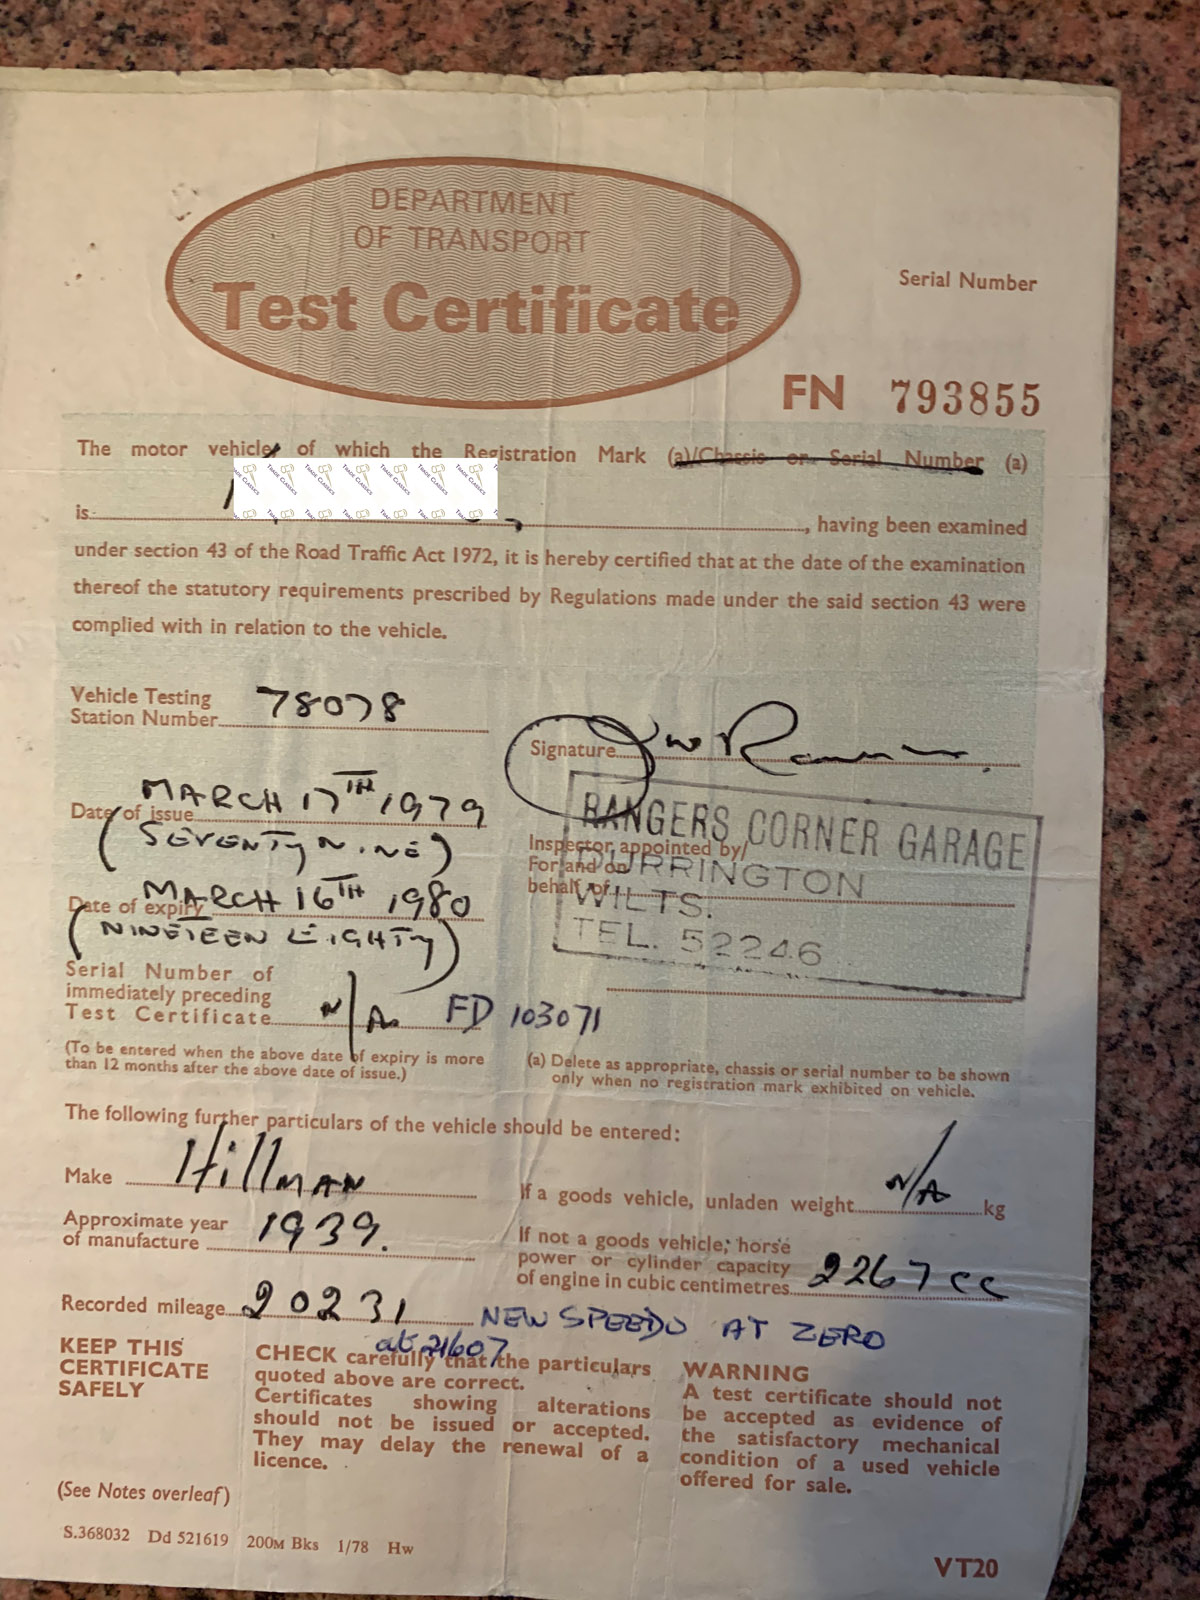 DEPARTMENT
OF TRANSPORT
Test Certificate
Serial Number
FN 793855
The motor vehicle of which the Registration Mark (a)/Chassis or Serial Number (a)
is , having been examined
under section 43 of the Road Traffic Act 1972, it is hereby certified that at the date of the examination
thereof the statutory requirements prescribed by Regulations made under the said section 43 were
complied with in relation to the vehicle.
Vehicle Testing
Station Number 78078
Signature
Date of issue MARCH 17TH 1979
(SEVENTY NINE)
Date of expiry MARCH 16TH 1980
(NINETEEN EIGHTY)
Inspector appointed by/
For and on
behalf of
RANGERS CORNER GARAGE
DURRINGTON
WILTS.
TEL. 52246
Serial Number of
immediately preceding
Test Certificate N/A. FD 103071
(To be entered when the above date of expiry is more
than 12 months after the above date of issue.)
(a) Delete as appropriate, chassis or serial number to be shown
only when no registration mark exhibited on vehicle.
The following further particulars of the vehicle should be entered:
Make Hillman
If a goods vehicle, unladen weight N/A kg
Approximate year
of manufacture 1939.
If not a goods vehicle; horse
power or cylinder capacity
of engine in cubic centimetres 2267 cc
Recorded mileage 20231 NEW SPEEDO AT ZERO
at 21607
KEEP THIS
CERTIFICATE
SAFELY
CHECK carefully that the particulars
quoted above are correct.
Certificates showing alterations
should not be issued or accepted.
They may delay the renewal of a
licence.
WARNING
A test certificate should not
be accepted as evidence of
the satisfactory mechanical
condition of a used vehicle
offered for sale.
(See Notes overleaf)
S.368032 Dd 521619 200M Bks 1/78 Hw
VT20